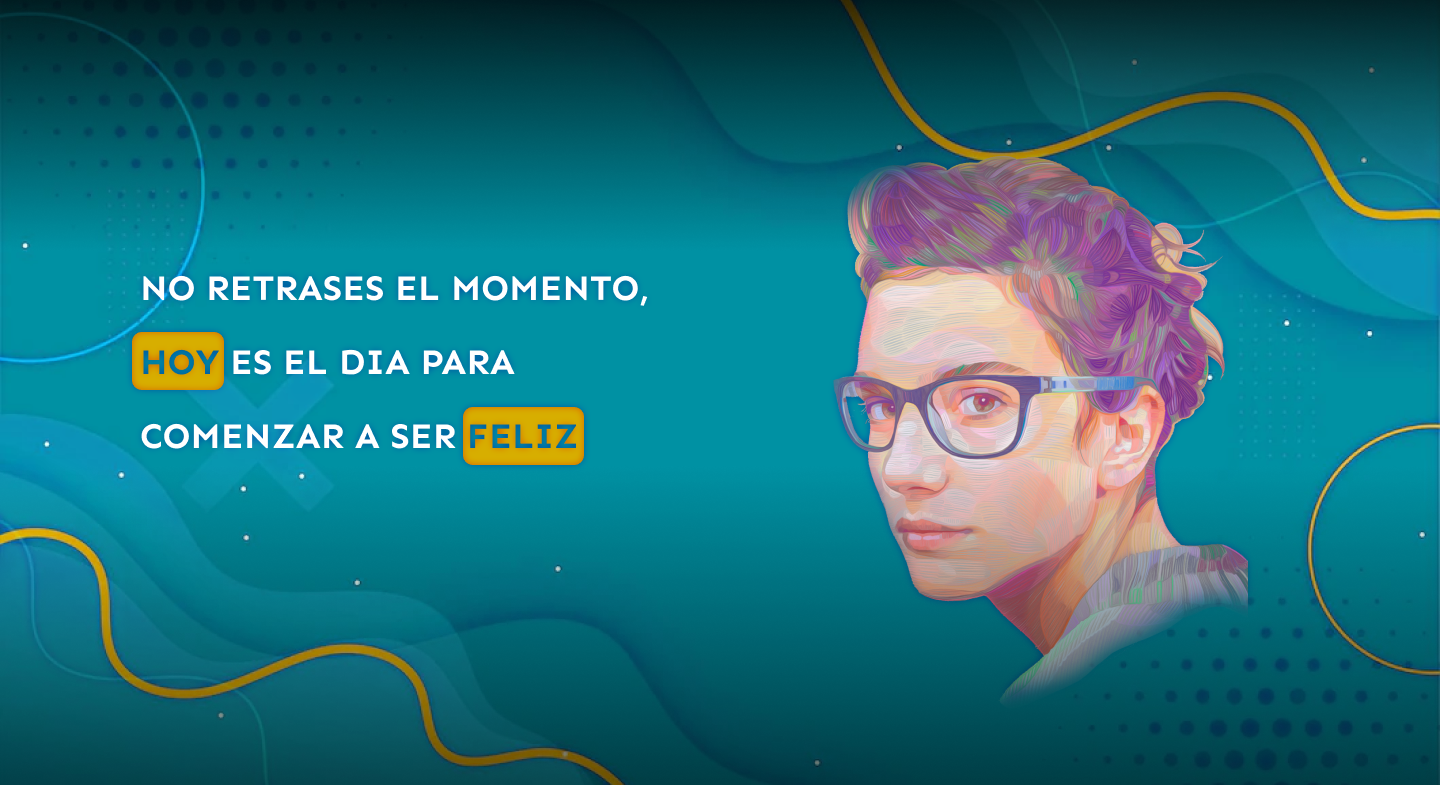 NO RETRASES EL MOMENTO,
HOY ES EL DIA PARA
COMENZAR A SER FELIZ